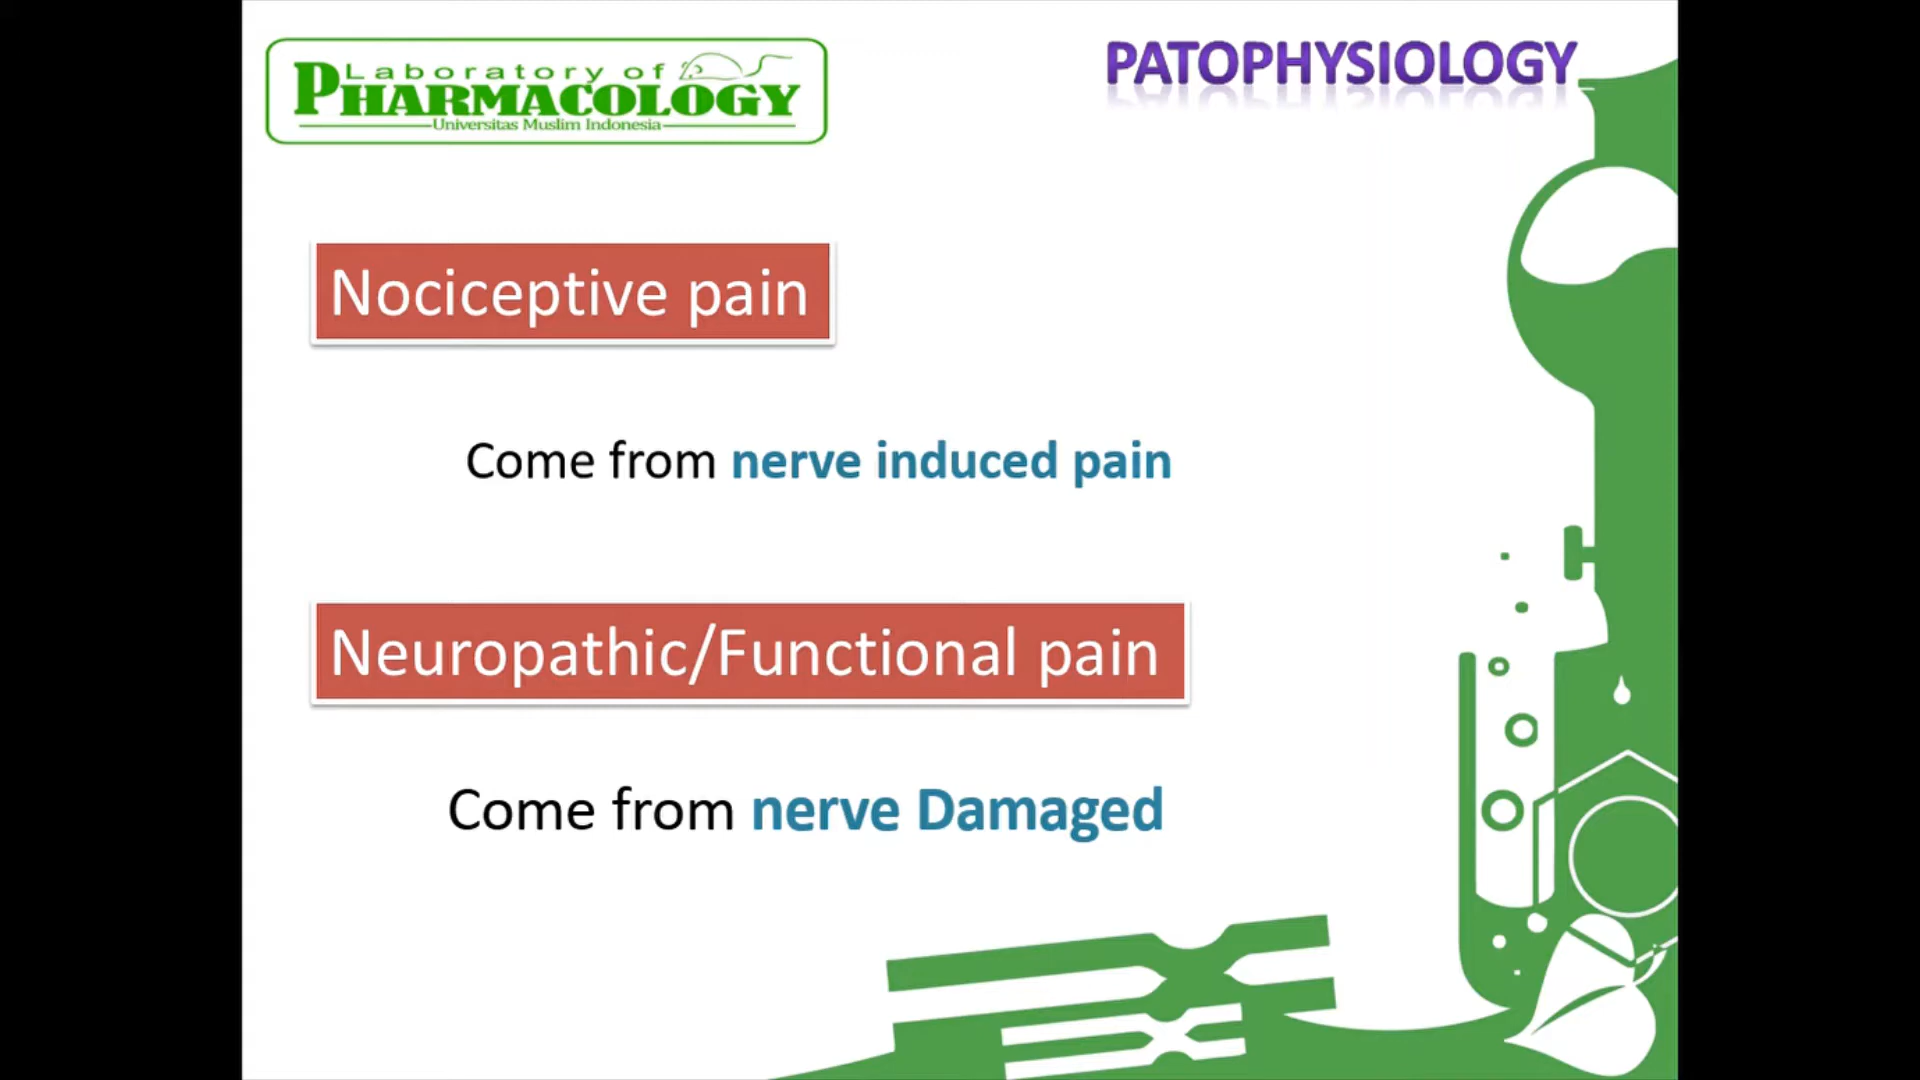 Laboratory of
PHARMACOLOGY
Universitas Muslim Indonesia
PATOPHYSIOLOGY
Nociceptive pain
Come from nerve induced pain
Neuropathic/Functional pain
Come from nerve Damaged